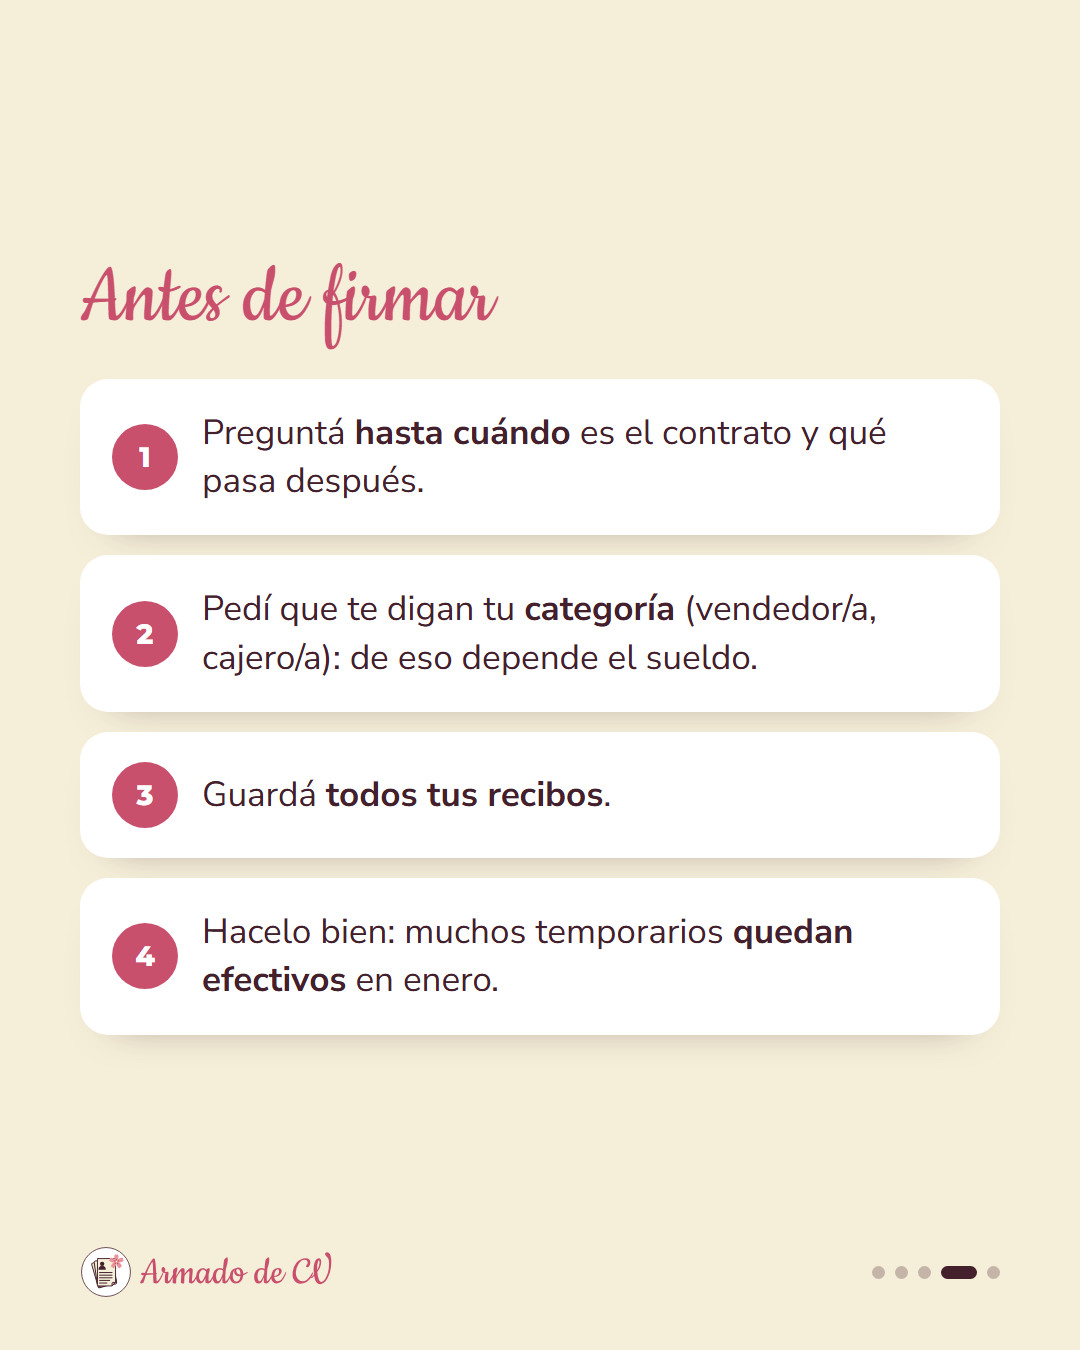 Antes de firmar
1
Preguntá hasta cuándo es el contrato y qué
pasa después.
2
Pedí que te digan tu categoría (vendedor/a,
cajero/a): de eso depende el sueldo.
3
Guardá todos tus recibos.
4
Hacelo bien: muchos temporarios quedan
efectivos en enero.
Armado de CV